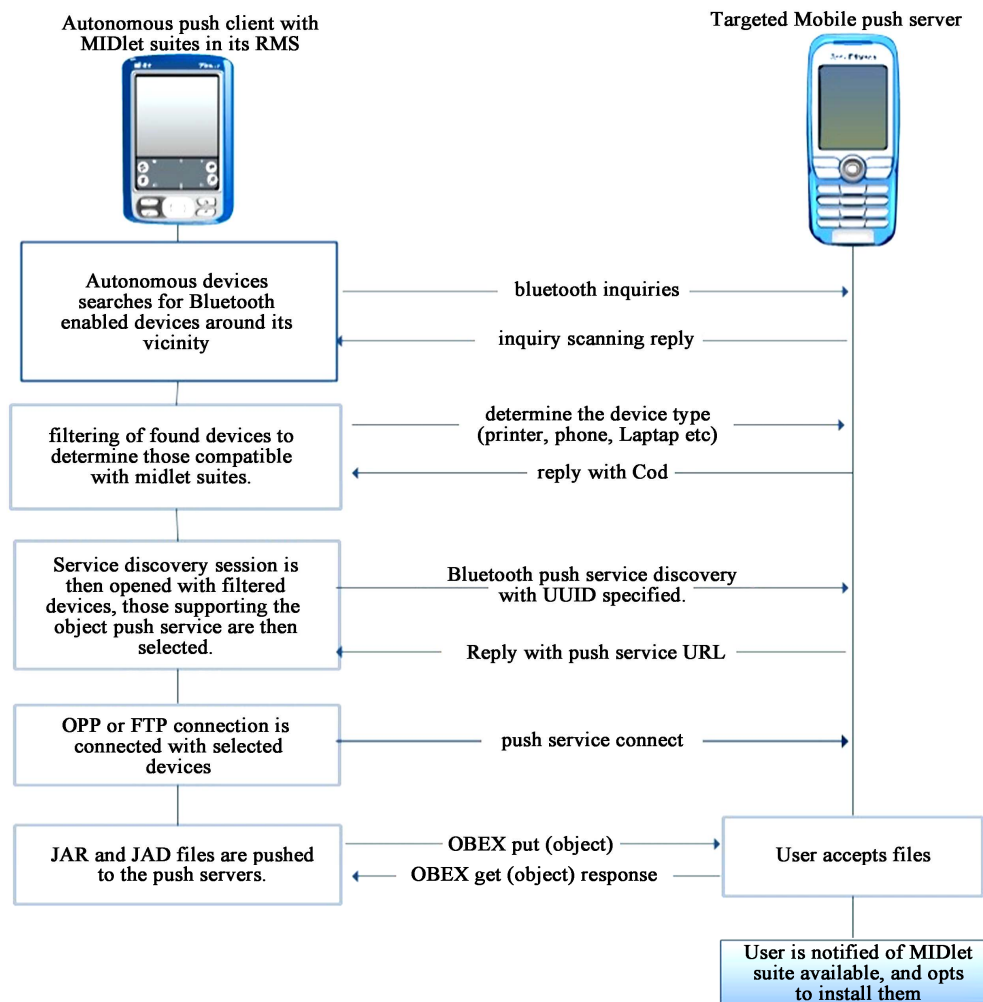 Autonomous push client with
MIDlet suites in its RMS
Targeted Mobile push server
Autonomous devices
searches for Bluetooth
enabled devices around its
vicinity
bluetooth inquiries
inquiry scanning reply
filtering of found devices to
determine those compatible
with midlet suites.
determine the device type
(printer, phone, Laptap etc)
reply with Cod
Service discovery session is
then opened with filtered
devices, those supporting the
object push service are then
selected.
Bluetooth push service discovery
with UUID specified.
Reply with push service URL
OPP or FTP connection is
connected with selected
devices
push service connect
JAR and JAD files are pushed
to the push servers.
OBEX put (object)
OBEX get (object) response
User accepts files
User is notified of MIDlet
suite available, and opts
to install them